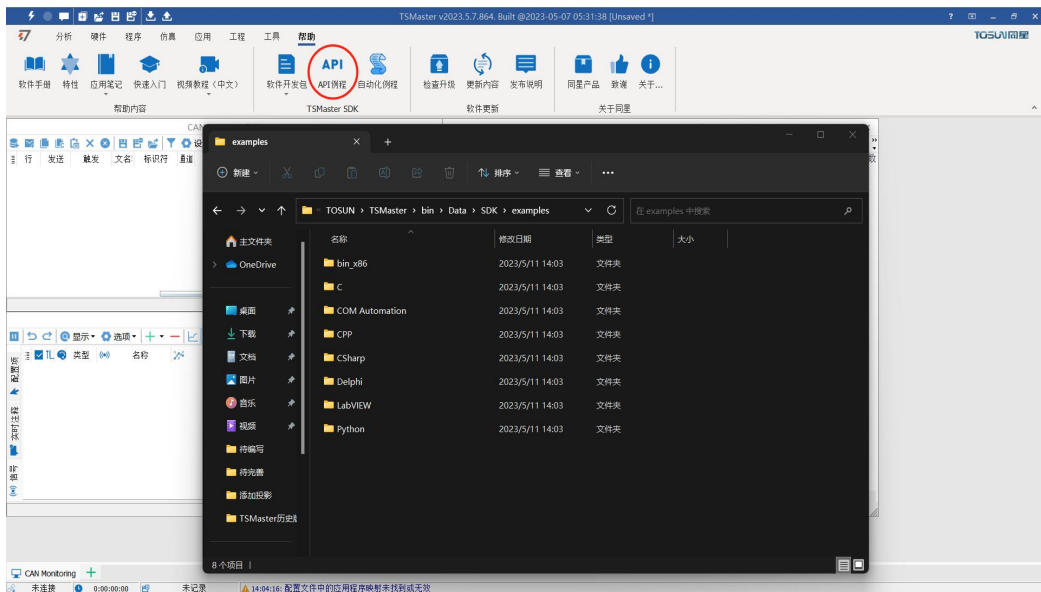 TSMaster v2023.5.7.864. Built @2023-05-07 05:31:38 [Unsaved *]
分析 硬件 程序 仿真 应用 工程 工具 帮助
TOSUN同星
API
软件手册 特性 应用笔记 快速入门 视频教程（中文） 软件开发包 API例程 自动化例程 检查升级 更新内容 发布说明 同星产品 致谢 关于...
帮助内容 TSMaster SDK 软件更新 关于同星
CAN
设
行 发送 触发 文名 标识符 通道
数
examples
新建 排序 查看
TOSUN › TSMaster › bin › Data › SDK › examples
在 examples 中搜索
主文件夹
名称 修改日期 类型 大小
OneDrive
bin_x86 2023/5/11 14:03 文件夹
C 2023/5/11 14:03 文件夹
桌面
COM Automation 2023/5/11 14:03 文件夹
显示 选项
下载
CPP 2023/5/11 14:03 文件夹
类型 名称
文档
CSharp 2023/5/11 14:03 文件夹
配置项
图片
Delphi 2023/5/11 14:03 文件夹
音乐
LabVIEW 2023/5/11 14:03 文件夹
实时注释
视频
Python 2023/5/11 14:03 文件夹
待编写
信号
待完善
添加投影
TSMaster历史版
8 个项目
CAN Monitoring
未连接 0:00:00:00 未记录 14:04:16: 配置文件中的应用程序映射未找到或无效